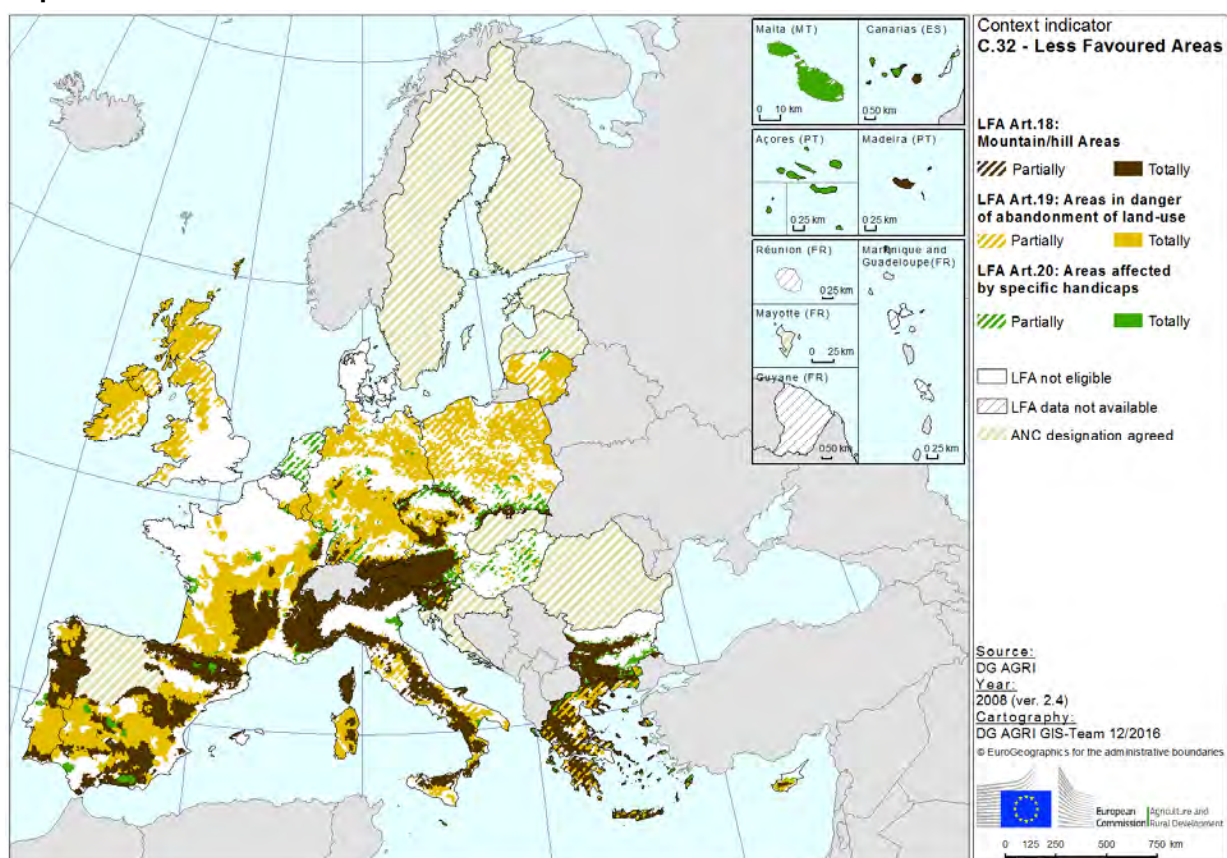 Malta (MT)
0 10 km
Canarias (ES)
0 50 km
Açores (PT)
0 25 km
Madeira (PT)
0 25 km
Réunion (FR)
0 25 km
Martinique and
Guadeloupe(FR)
Mayotte (FR)
0 25 km
Guyane (FR)
0 50 km
0 25 km
Context indicator
C.32 - Less Favoured Areas
LFA Art.18:
Mountain/hill Areas
Partially Totally
LFA Art.19: Areas in danger
of abandonment of land-use
Partially Totally
LFA Art.20: Areas affected
by specific handicaps
Partially Totally
LFA not eligible
LFA data not available
ANC designation agreed
Source:
DG AGRI
Year:
2008 (ver. 2.4)
Cartography:
DG AGRI GIS-Team 12/2016
© EuroGeographics for the administrative boundaries
European
Commission
Agriculture and
Rural Development
0 125 250 500 750 km